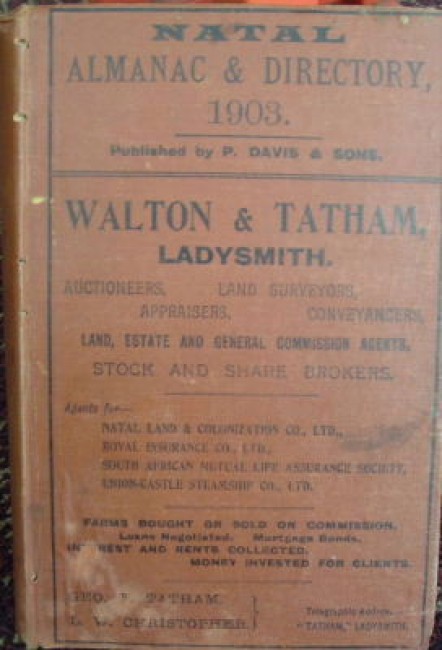 NATAL
ALMANAC & DIRECTORY,
1903.
Published by P. DAVIS & SONS.
WALTON & TATHAM,
LADYSMITH.
AUCTIONEERS, LAND SURVEYORS,
APPRAISERS, CONVEYANCERS,
LAND, ESTATE AND GENERAL COMMISSION AGENTS,
STOCK AND SHARE BROKERS.
Agents for—
NATAL LAND & COLONIZATION CO., LTD.,
ROYAL INSURANCE CO., LTD.,
SOUTH AFRICAN MUTUAL LIFE ASSURANCE SOCIETY,
UNION-CASTLE STEAMSHIP CO., LTD.
FARMS BOUGHT OR SOLD ON COMMISSION.
Loans Negotiated. Mortgage Bonds.
INTEREST AND RENTS COLLECTED.
MONEY INVESTED FOR CLIENTS.
GEO. TATHAM.
W. CHRISTOPHER.
Telegraphic Address—
"TATHAM," LADYSMITH.